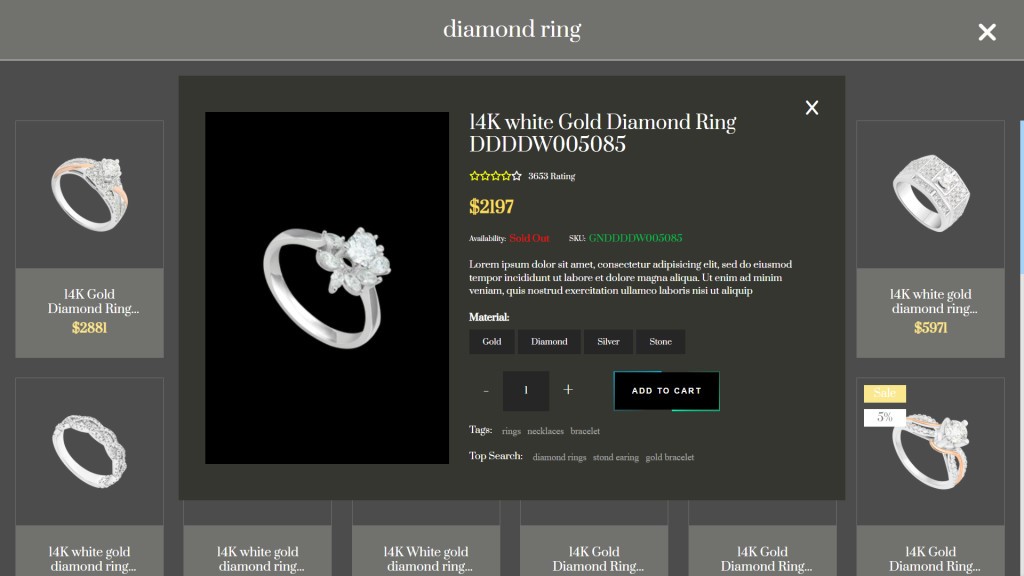 diamond ring
14K white Gold Diamond Ring
DDDDW005085
3653 Rating
$2197
Availability: Sold Out SKU: GNDDDDW005085
Lorem ipsum dolor sit amet, consectetur adipisicing elit, sed do eiusmod
tempor incididunt ut labore et dolore magna aliqua. Ut enim ad minim
veniam, quis nostrud exercitation ullamco laboris nisi ut aliquip
Material:
Gold Diamond Silver Stone
- 1 + ADD TO CART
Tags: rings necklaces bracelet
Top Search: diamond rings stond earing gold bracelet
14K Gold
Diamond Ring...
$2881
14K white gold
diamond ring...
$5971
Sale
5%
14K white gold
diamond ring...
14K white gold
diamond ring...
14K White gold
diamond ring...
14K Gold
Diamond Ring...
14K Gold
Diamond Ring...
14K Gold
Diamond Ring...